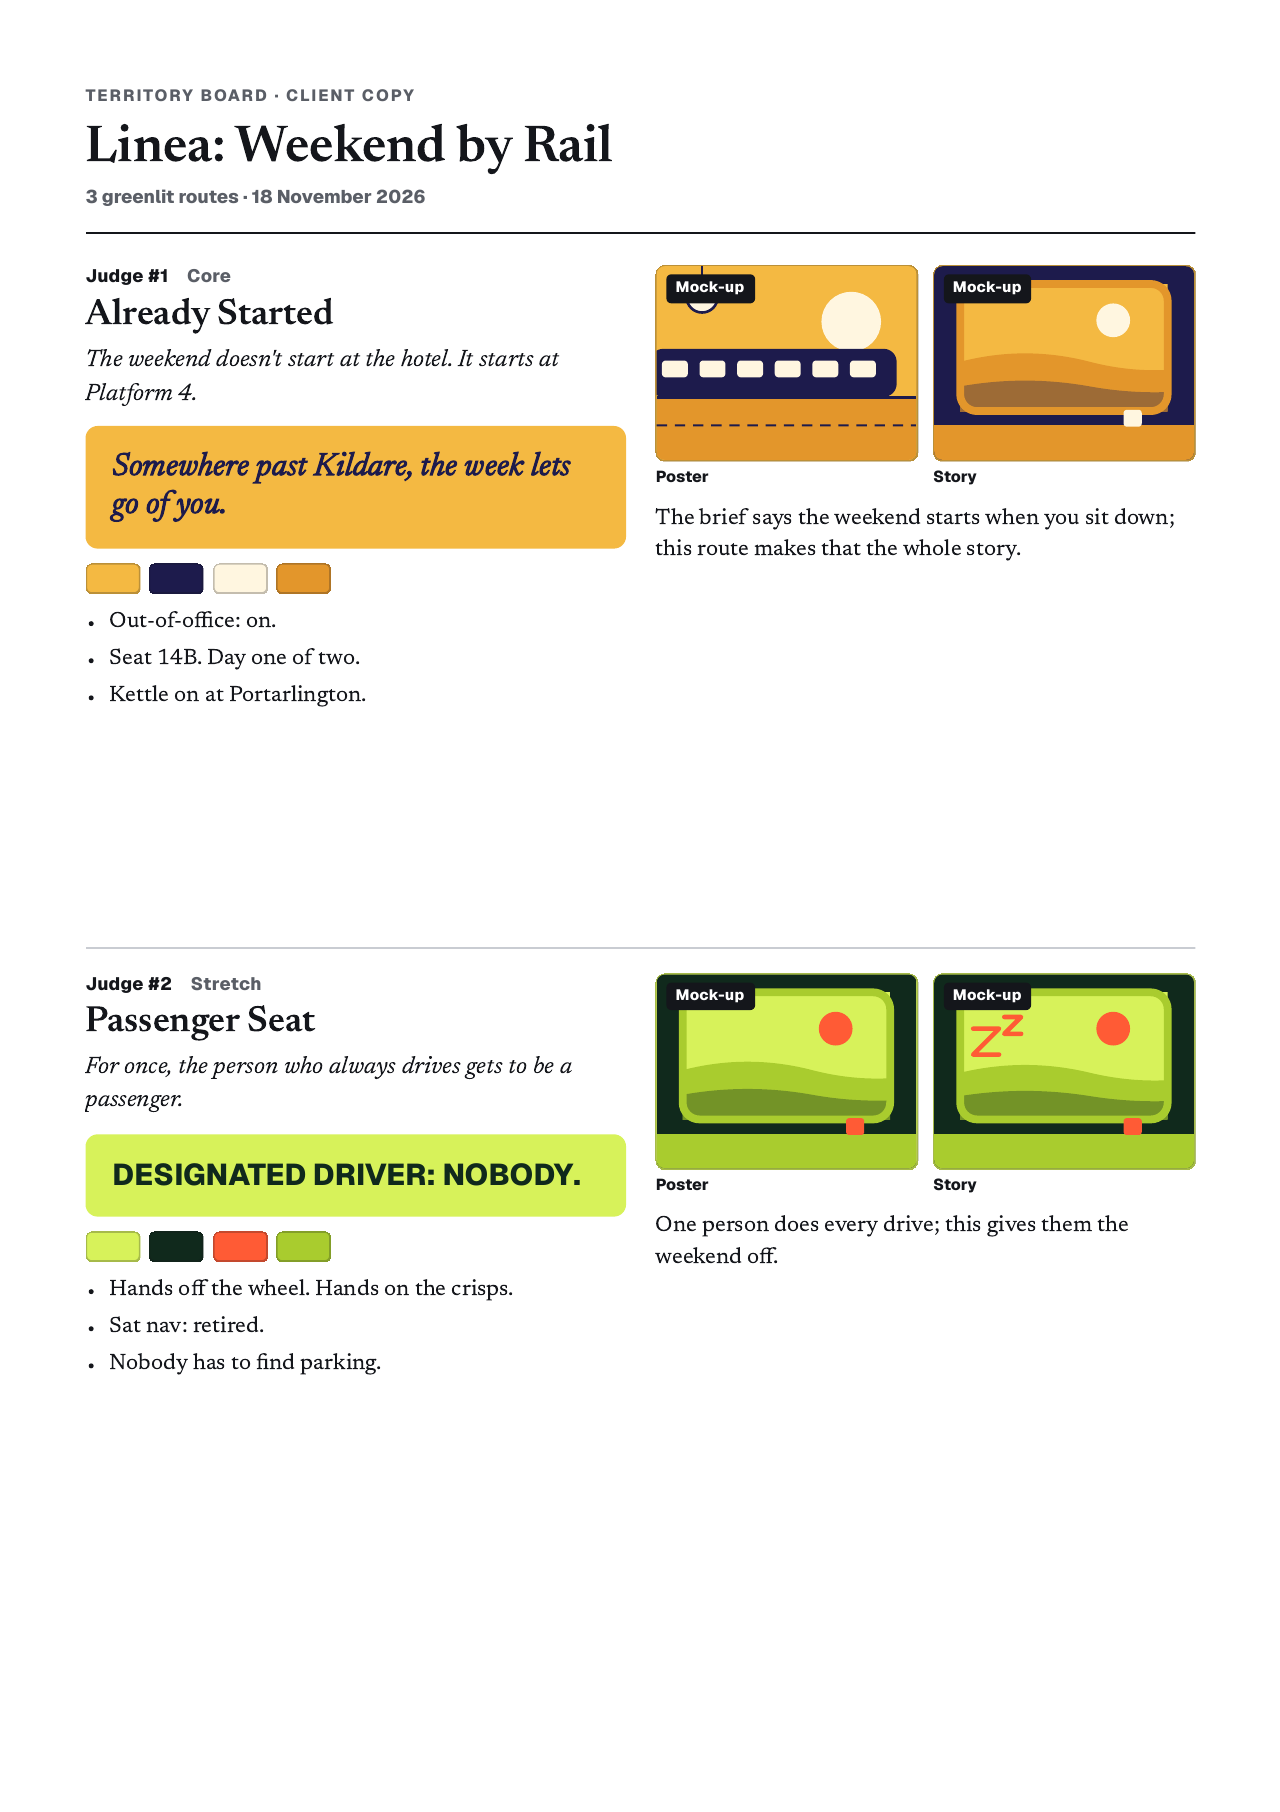 TERRITORY BOARD · CLIENT COPY
Linea: Weekend by Rail
3 greenlit routes · 18 November 2026
Judge #1 Core
Already Started
The weekend doesn't start at the hotel. It starts at
Platform 4.
Somewhere past Kildare, the week lets
go of you.
• Out-of-office: on.
• Seat 14B. Day one of two.
• Kettle on at Portarlington.
Mock-up
Mock-up
Poster
Story
The brief says the weekend starts when you sit down;
this route makes that the whole story.
Judge #2 Stretch
Passenger Seat
For once, the person who always drives gets to be a
passenger.
DESIGNATED DRIVER: NOBODY.
• Hands off the wheel. Hands on the crisps.
• Sat nav: retired.
• Nobody has to find parking.
Mock-up
Mock-up
ZZ
Poster
Story
One person does every drive; this gives them the
weekend off.